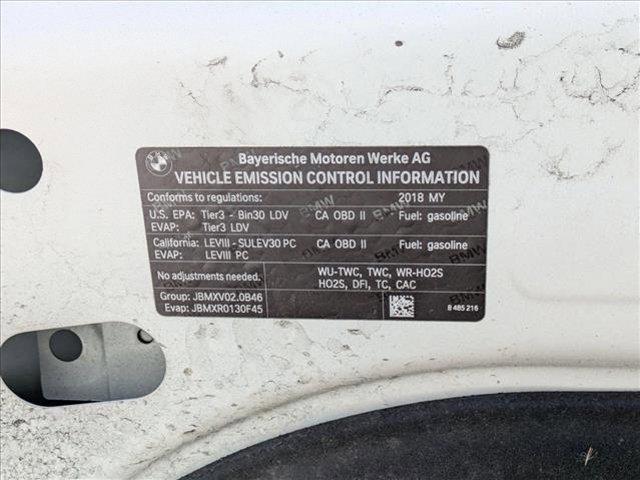 Bayerische Motoren Werke AG
VEHICLE EMISSION CONTROL INFORMATION
Conforms to regulations: 2018 MY
U.S. EPA: Tier3 - Bin30 LDV CA OBD II Fuel: gasoline
EVAP: Tier3 LDV
California: LEVIII - SULEV30 PC CA OBD II Fuel: gasoline
EVAP: LEVIII PC
No adjustments needed. WU-TWC, TWC, WR-HO2S
HO2S, DFI, TC, CAC
Group: JBMXV02.0B46
Evap: JBMXR0130F45
8 485 216